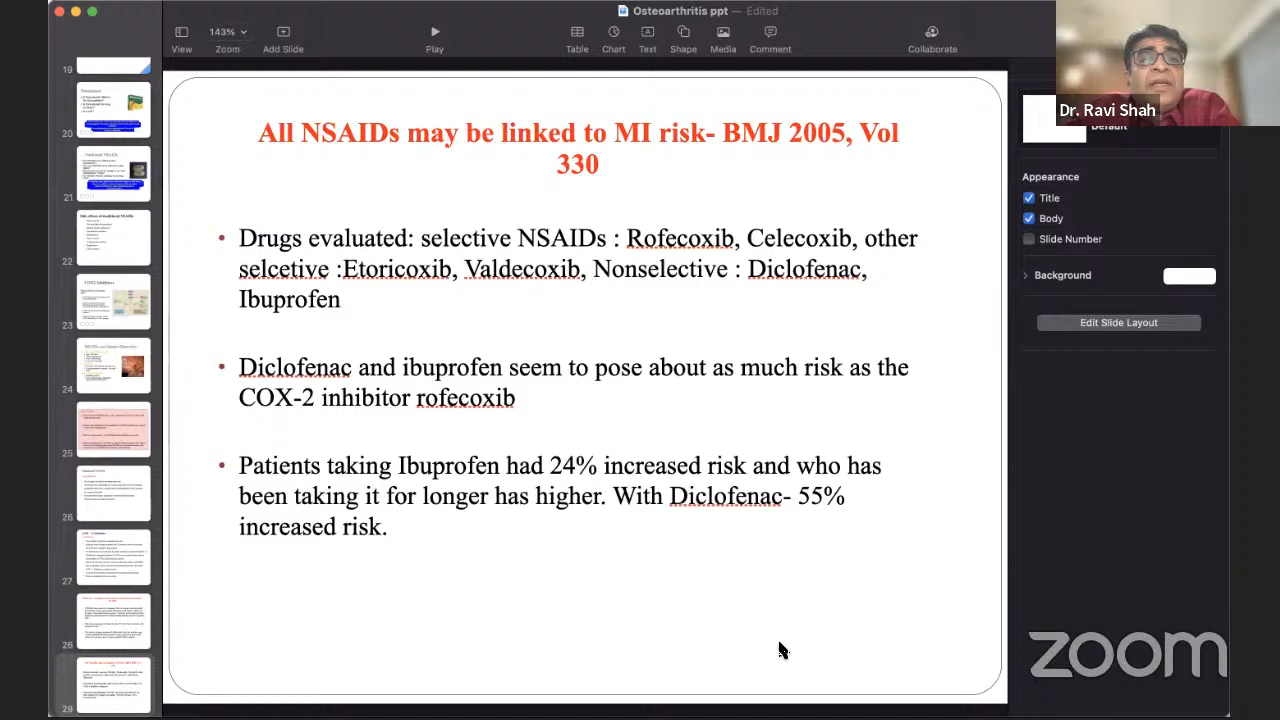 Osteoarthritis ppt — Edited
143%
View
Zoom
Add Slide
Play
Table
Chart
Text
Shape
Media
Comment
Collaborate
Dr. Ravi Shah
Default
Appearance
Title
Body
Slide Number
Background
Edit Slide Layout
19
20
21
22
23
24
25
26
27
28
29
All NSAIDs may be linked to MI risk- BMJ 2005, Vol
330
• Drugs evaluated: selective NSAIDs : Rofecoxib, Celecoxib, other
selcetive :Etoricoxib, Valdecoxib, Nonselective : Diclofenac,
Ibuprofen
• Diclofenac and ibuprofen seem to pose about as much risk as the
COX-2 inhibitor rofecoxib
• Patients taking Ibuprofen had 24% increased risk and who has
been taking it for longer has higher. With Diclofenac- 55%
increased risk.
zoom